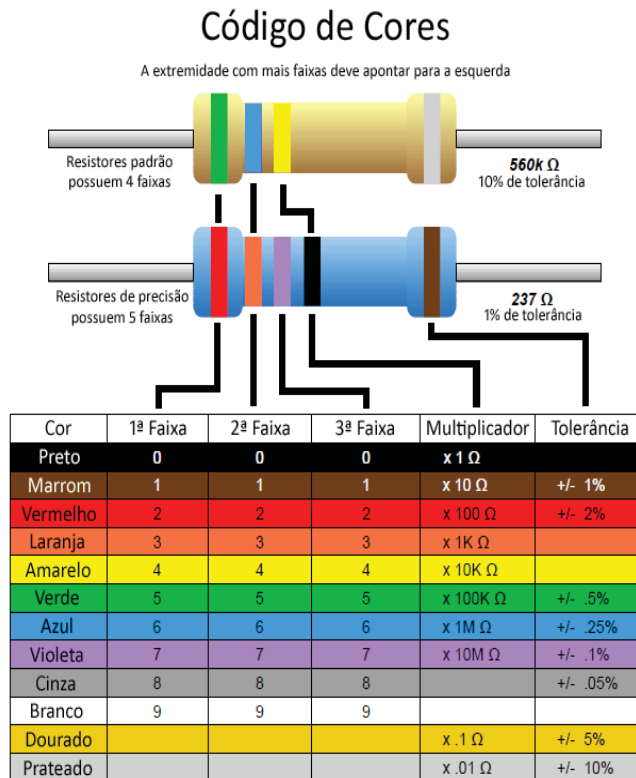 Código de Cores
A extremidade com mais faixas deve apontar para a esquerda
Resistores padrão
possuem 4 faixas
560k Ω
10% de tolerância
Resistores de precisão
possuem 5 faixas
237 Ω
1% de tolerância
Cor 1ª Faixa 2ª Faixa 3ª Faixa Multiplicador Tolerância
Preto 0 0 0 x 1 Ω
Marrom 1 1 1 x 10 Ω +/- 1%
Vermelho 2 2 2 x 100 Ω +/- 2%
Laranja 3 3 3 x 1K Ω
Amarelo 4 4 4 x 10K Ω
Verde 5 5 5 x 100K Ω +/- .5%
Azul 6 6 6 x 1M Ω +/- .25%
Violeta 7 7 7 x 10M Ω +/- .1%
Cinza 8 8 8 +/- .05%
Branco 9 9 9
Dourado x .1 Ω +/- 5%
Prateado x .01 Ω +/- 10%